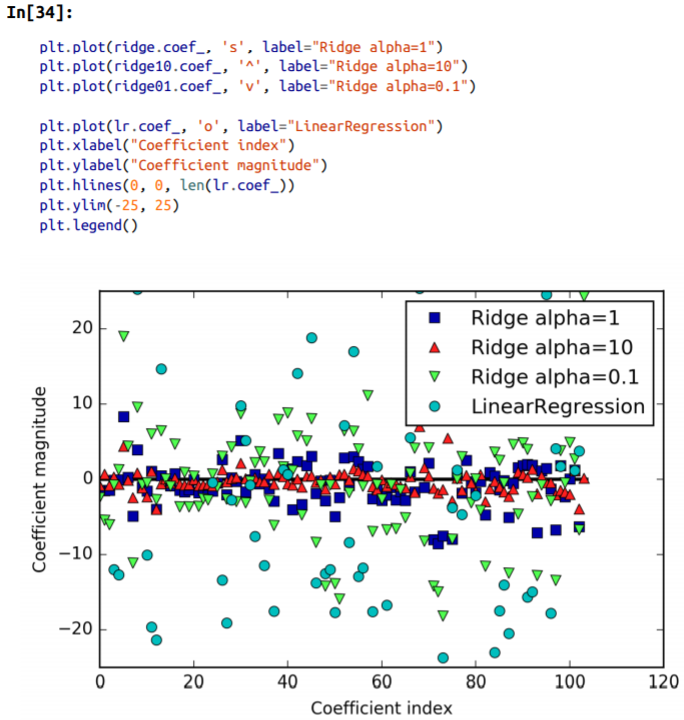 In[34]:
plt.plot(ridge.coef_, 's', label="Ridge alpha=1")
plt.plot(ridge10.coef_, '^', label="Ridge alpha=10")
plt.plot(ridge01.coef_, 'v', label="Ridge alpha=0.1")
plt.plot(lr.coef_, 'o', label="LinearRegression")
plt.xlabel("Coefficient index")
plt.ylabel("Coefficient magnitude")
plt.hlines(0, 0, len(lr.coef_))
plt.ylim(-25, 25)
plt.legend()
Ridge alpha=1
Ridge alpha=10
Ridge alpha=0.1
LinearRegression
Coefficient magnitude
20
10
0
−10
−20
0 20 40 60 80 100 120
Coefficient index